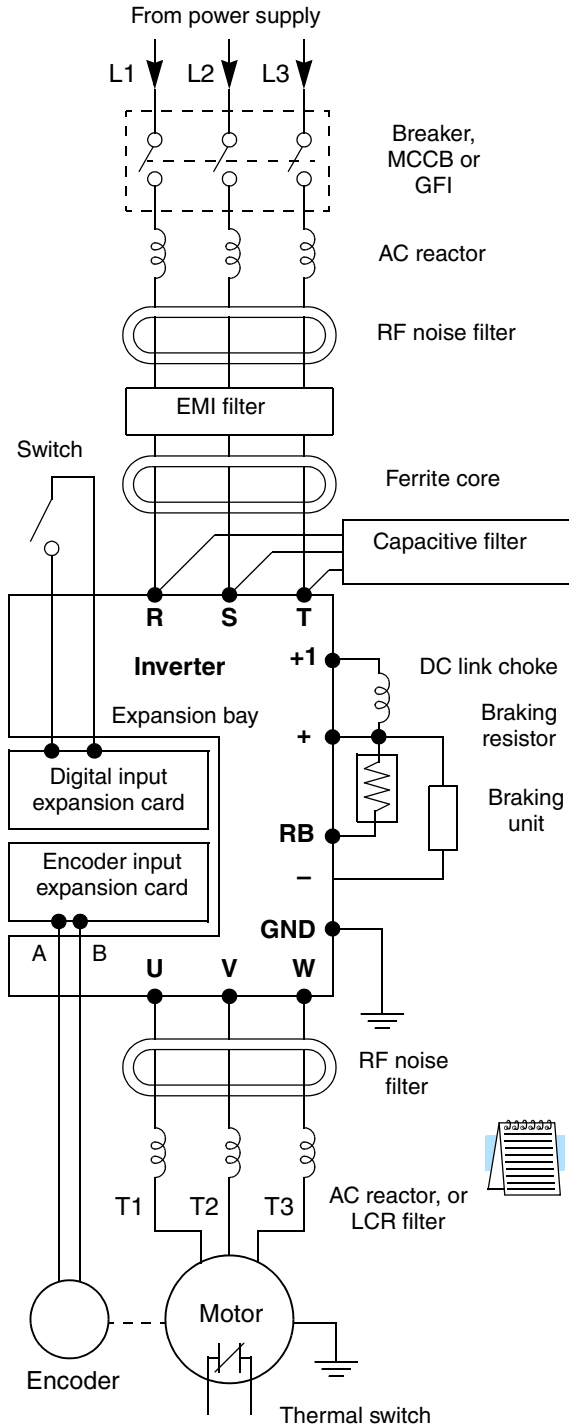 From power supply
L1 L2 L3
Breaker,
MCCB or
GFI
AC reactor
RF noise filter
EMI filter
Switch
Ferrite core
Capacitive filter
R S T
Inverter
+1
DC link choke
Expansion bay
+
Braking
resistor
Digital input
expansion card
Braking
unit
RB
Encoder input
expansion card
–
GND
A B
U V W
RF noise
filter
T1 T2 T3
AC reactor, or
LCR filter
Motor
Encoder
Thermal switch